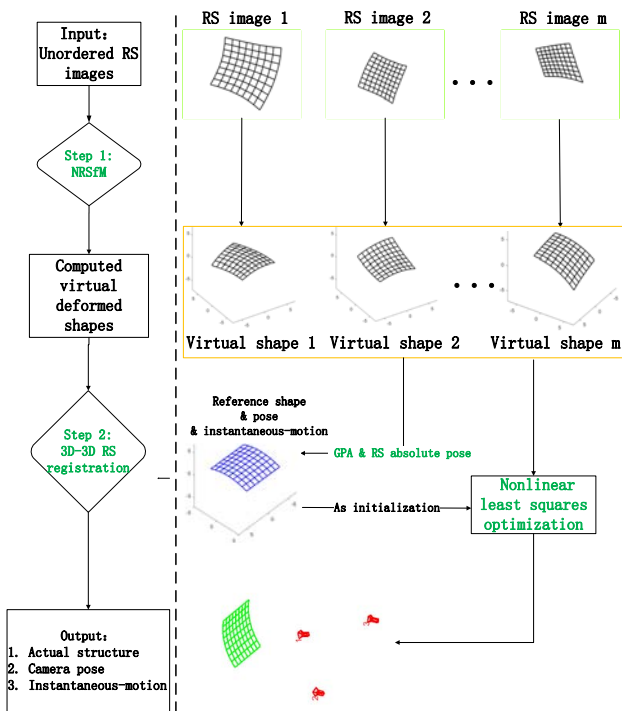 Input:
Unordered RS
images
Step 1:
NRSfM
Computed
virtual
deformed
shapes
Step 2:
3D-3D RS
registration
Output:
1. Actual structure
2. Camera pose
3. Instantaneous-motion
RS image 1
RS image 2
RS image m
• • •
Virtual shape 1
Virtual shape 2
Virtual shape m
• • •
Reference shape
& pose
& instantaneous-motion
GPA & RS absolute pose
As initialization
Nonlinear
least squares
optimization